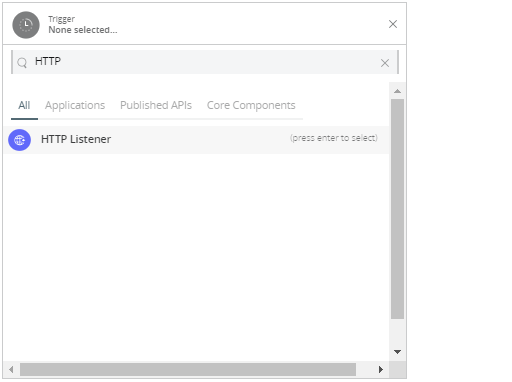 Trigger
None selected...
HTTP
All Applications Published APIs Core Components
HTTP Listener (press enter to select)